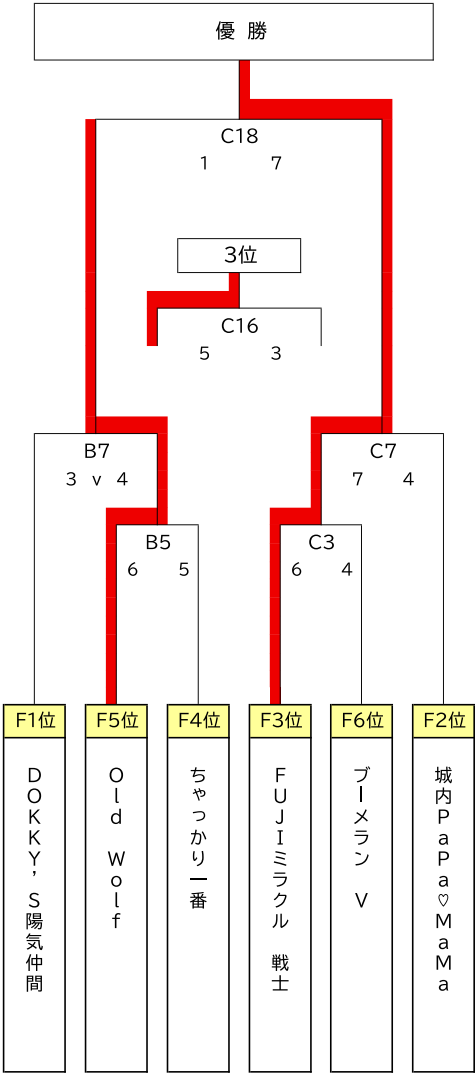 優 勝
C18
1 7
3位
C16
5 3
B7
3 v 4
C7
7 4
B5
6 5
C3
6 4
F1位
F5位
F4位
F3位
F6位
F2位
DOKKY’S陽気仲間
Old Wolf
ちゃっかり一番
FUJIミラクル 戦士
ブーメラン V
城内PaPa♡MaMa